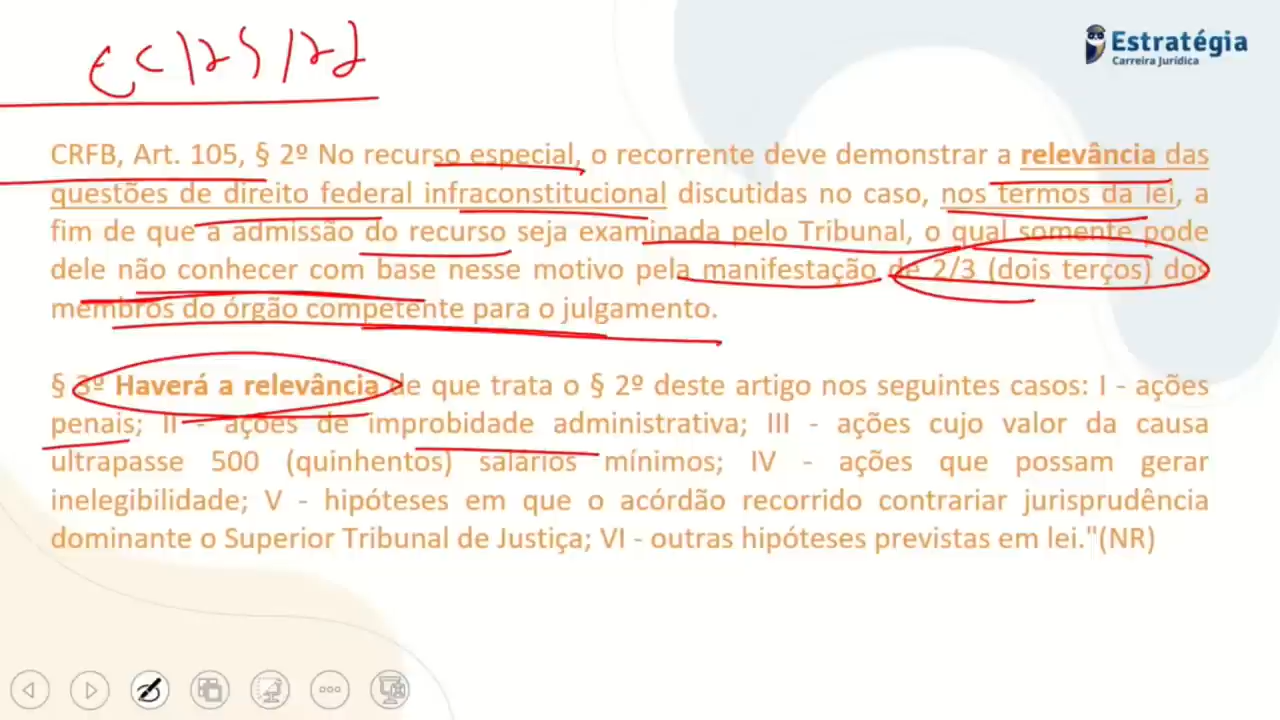 EC 125/22
Estratégia
Carreira Jurídica
CRFB, Art. 105, § 2º No recurso especial, o recorrente deve demonstrar a relevância das
questões de direito federal infraconstitucional discutidas no caso, nos termos da lei, a
fim de que a admissão do recurso seja examinada pelo Tribunal, o qual somente pode
dele não conhecer com base nesse motivo pela manifestação de 2/3 (dois terços) dos
membros do órgão competente para o julgamento.
§ 3º Haverá a relevância de que trata o § 2º deste artigo nos seguintes casos: I - ações
penais; II - ações de improbidade administrativa; III - ações cujo valor da causa
ultrapasse 500 (quinhentos) salários mínimos; IV - ações que possam gerar
inelegibilidade; V - hipóteses em que o acórdão recorrido contrariar jurisprudência
dominante o Superior Tribunal de Justiça; VI - outras hipóteses previstas em lei."(NR)